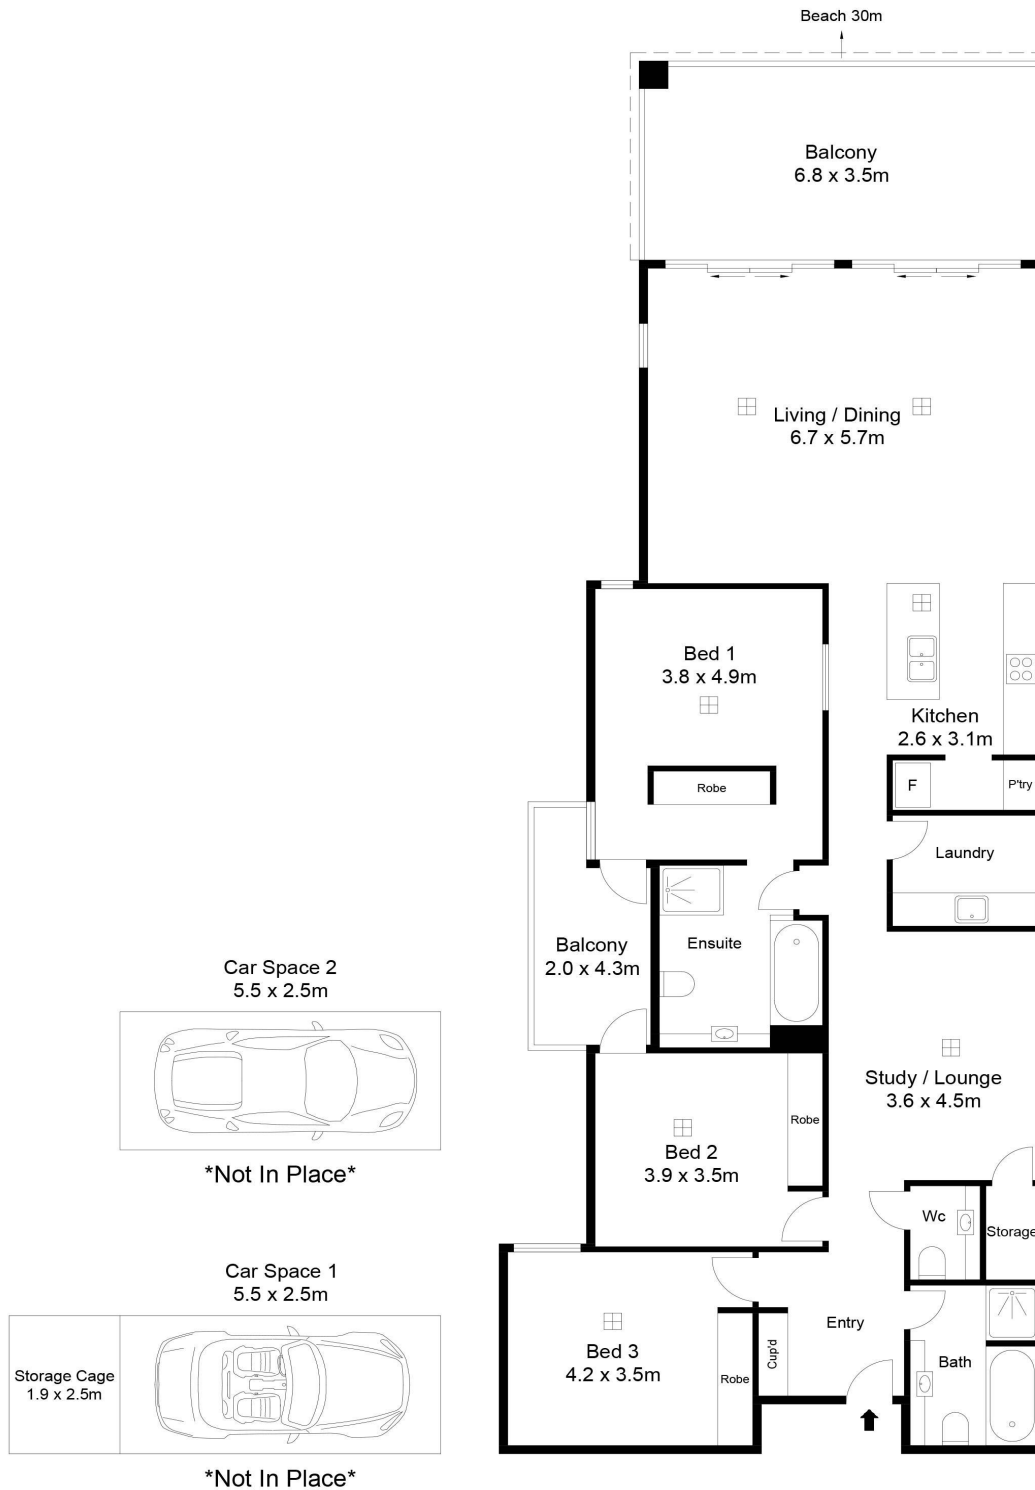 Beach 30m
Balcony
6.8 x 3.5m
Living / Dining
6.7 x 5.7m
Bed 1
3.8 x 4.9m
Kitchen
2.6 x 3.1m
Robe
F
P'try
Laundry
Balcony
2.0 x 4.3m
Ensuite
Car Space 2
5.5 x 2.5m
*Not In Place*
Study / Lounge
3.6 x 4.5m
Robe
Bed 2
3.9 x 3.5m
Wc
Storage
Car Space 1
5.5 x 2.5m
Storage Cage
1.9 x 2.5m
*Not In Place*
Entry
Bed 3
4.2 x 3.5m
Robe
Cup'd
Bath